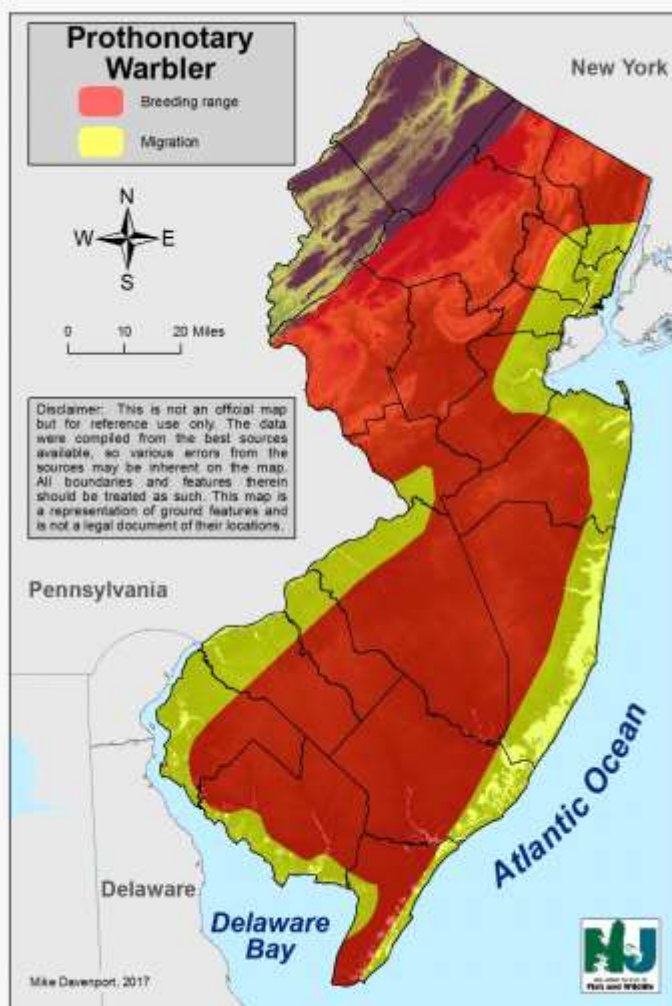 Prothonotary
Warbler
Breeding range
Migration
New York
N
W E
S
0 10 20 Miles
Disclaimer: This is not an official map
but for reference use only. The data
were compiled from the best sources
available, so various errors from the
sources may be inherent on the map.
All boundaries and features therein
should be treated as such. This map is
a representation of ground features and
is not a legal document of their locations.
Pennsylvania
Atlantic Ocean
Delaware
Delaware
Bay
NJ
Fish and Wildlife
Mike Davenport, 2017